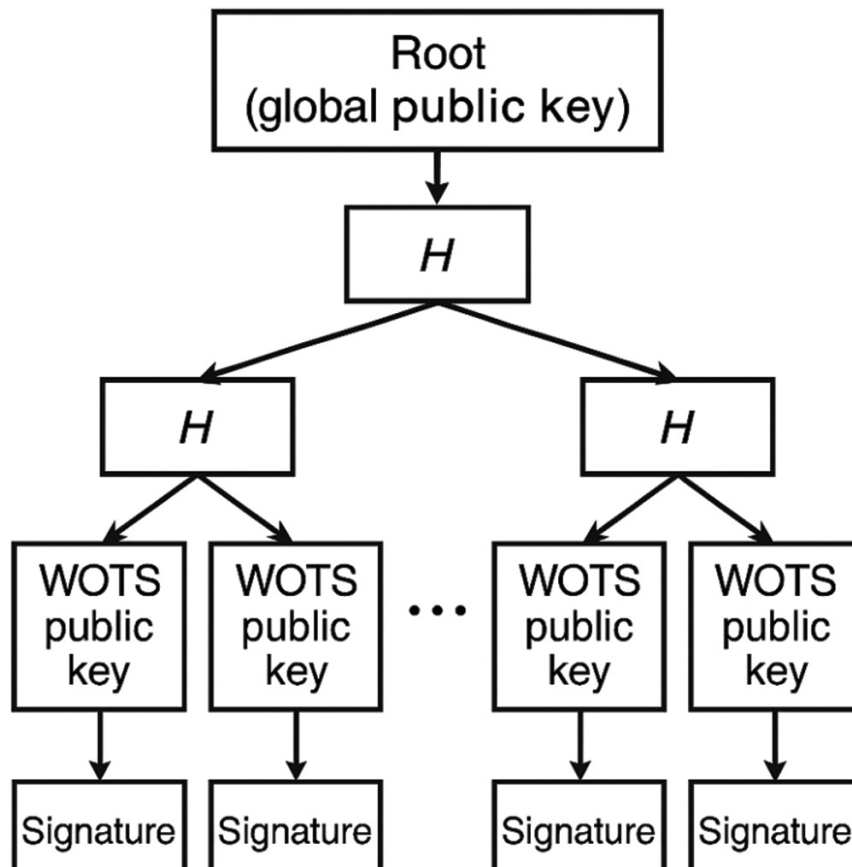 Root
(global public key)
H
H
H
WOTS
public
key
WOTS
public
key
...
WOTS
public
key
WOTS
public
key
Signature
Signature
Signature
Signature